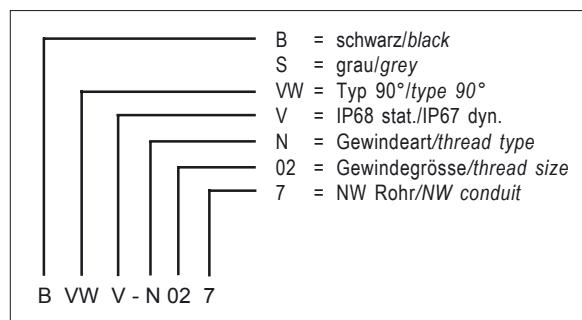 B = schwarz/black
S = grau/grey
VW = Typ 90°/type 90°
V = IP68 stat./IP67 dyn.
N = Gewindeart/thread type
02 = Gewindegrösse/thread size
7 = NW Rohr/NW conduit
B VW V - N 02 7